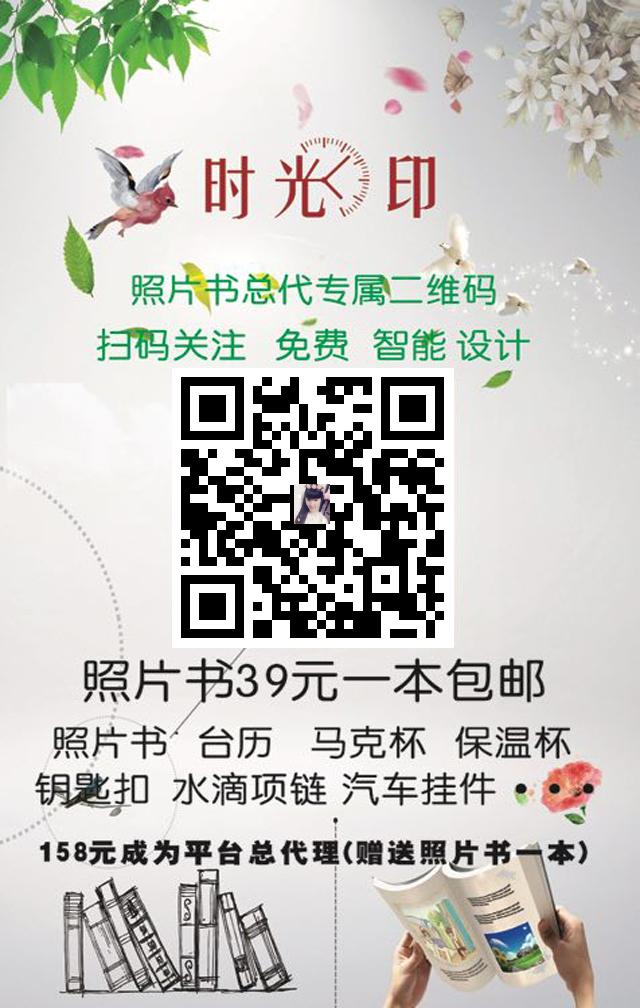 时光印
照片书总代专属二维码
扫码关注 免费 智能 设计
照片书39元一本包邮
照片书 台历 马克杯 保温杯
钥匙扣 水滴项链 汽车挂件
158元成为平台总代理(赠送照片书一本)